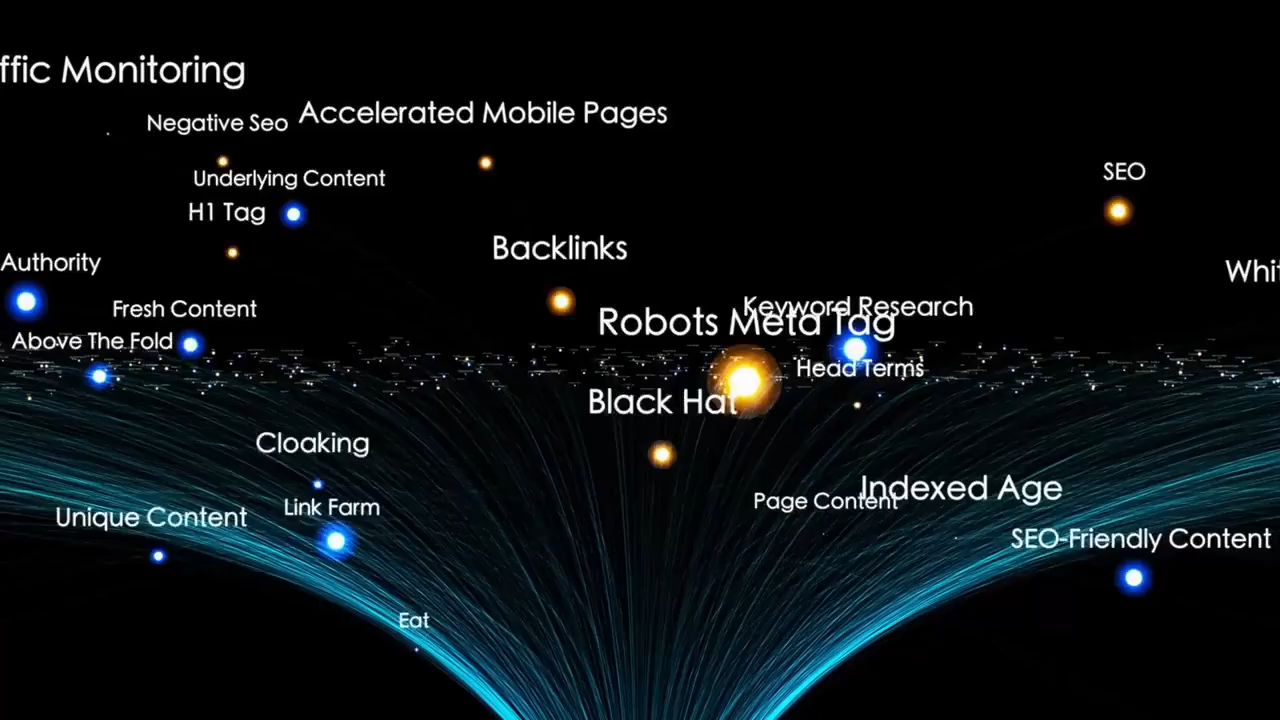 ffic Monitoring
Accelerated Mobile Pages
Negative Seo
SEO
Underlying Content
H1 Tag
Backlinks
Authority
Whit
Keyword Research
Fresh Content
Robots Meta Tag
Above The Fold
Head Terms
Black Hat
Cloaking
Indexed Age
Page Content
Link Farm
Unique Content
SEO-Friendly Content
Eat